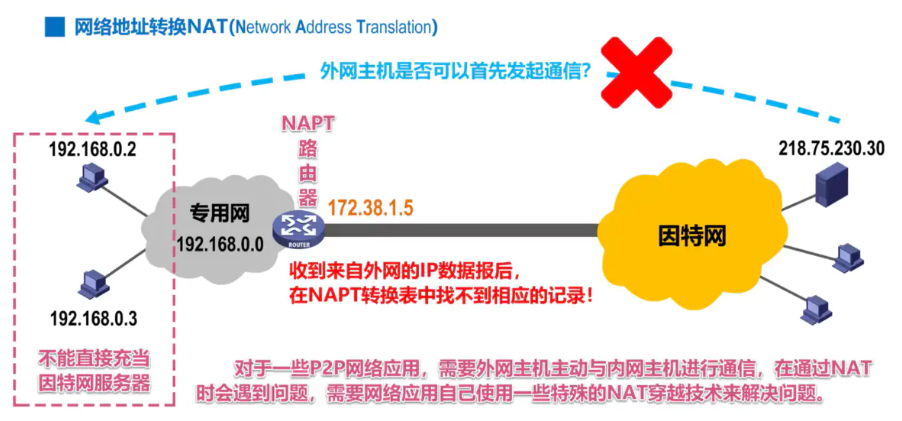 网络地址转换NAT(Network Address Translation)
外网主机是否可以首先发起通信？
NAPT
路
由
器
192.168.0.2
218.75.230.30
172.38.1.5
专用网
192.168.0.0
ROUTER
因特网
收到来自外网的IP数据报后，
在NAPT转换表中找不到相应的记录！
192.168.0.3
不能直接充当
因特网服务器
对于一些P2P网络应用，需要外网主机主动与内网主机进行通信，在通过NAT
时会遇到问题，需要网络应用自己使用一些特殊的NAT穿越技术来解决问题。